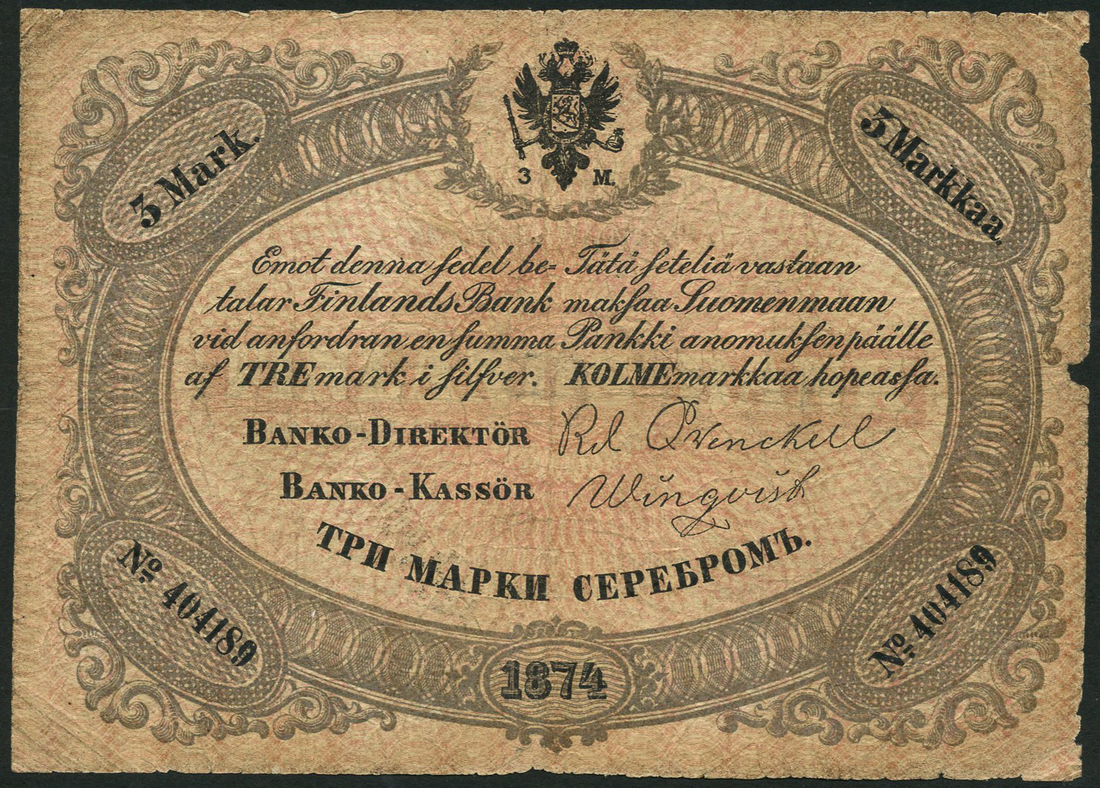 3 Mark.
3 Markkaa
3 M.
Emot denna sedel be= 
talar Finlands Bank
vid anfordran, en summa
af TRE mark i silfver.
Tätä seteliä vastaan
maksaa Suomenmaan
Pankki anomuksen päälle
KOLME markkaa hopeassa.
BANKO-DIREKTÖR
BANKO-KASSÖR Wingvist
ТРИ МАРКИ СЕРЕБРОМЪ.
No. 404189
No. 404189
1874